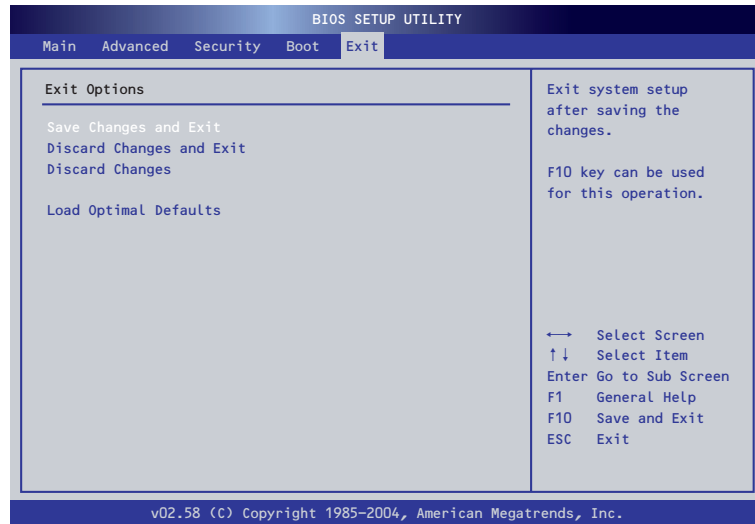 BIOS SETUP UTILITY
Main Advanced Security Boot Exit
Exit Options
Save Changes and Exit
Discard Changes and Exit
Discard Changes
Load Optimal Defaults
Exit system setup
after saving the
changes.
F10 key can be used
for this operation.
←→ Select Screen
↑↓ Select Item
Enter Go to Sub Screen
F1 General Help
F10 Save and Exit
ESC Exit
v02.58 (C) Copyright 1985-2004, American Megatrends, Inc.